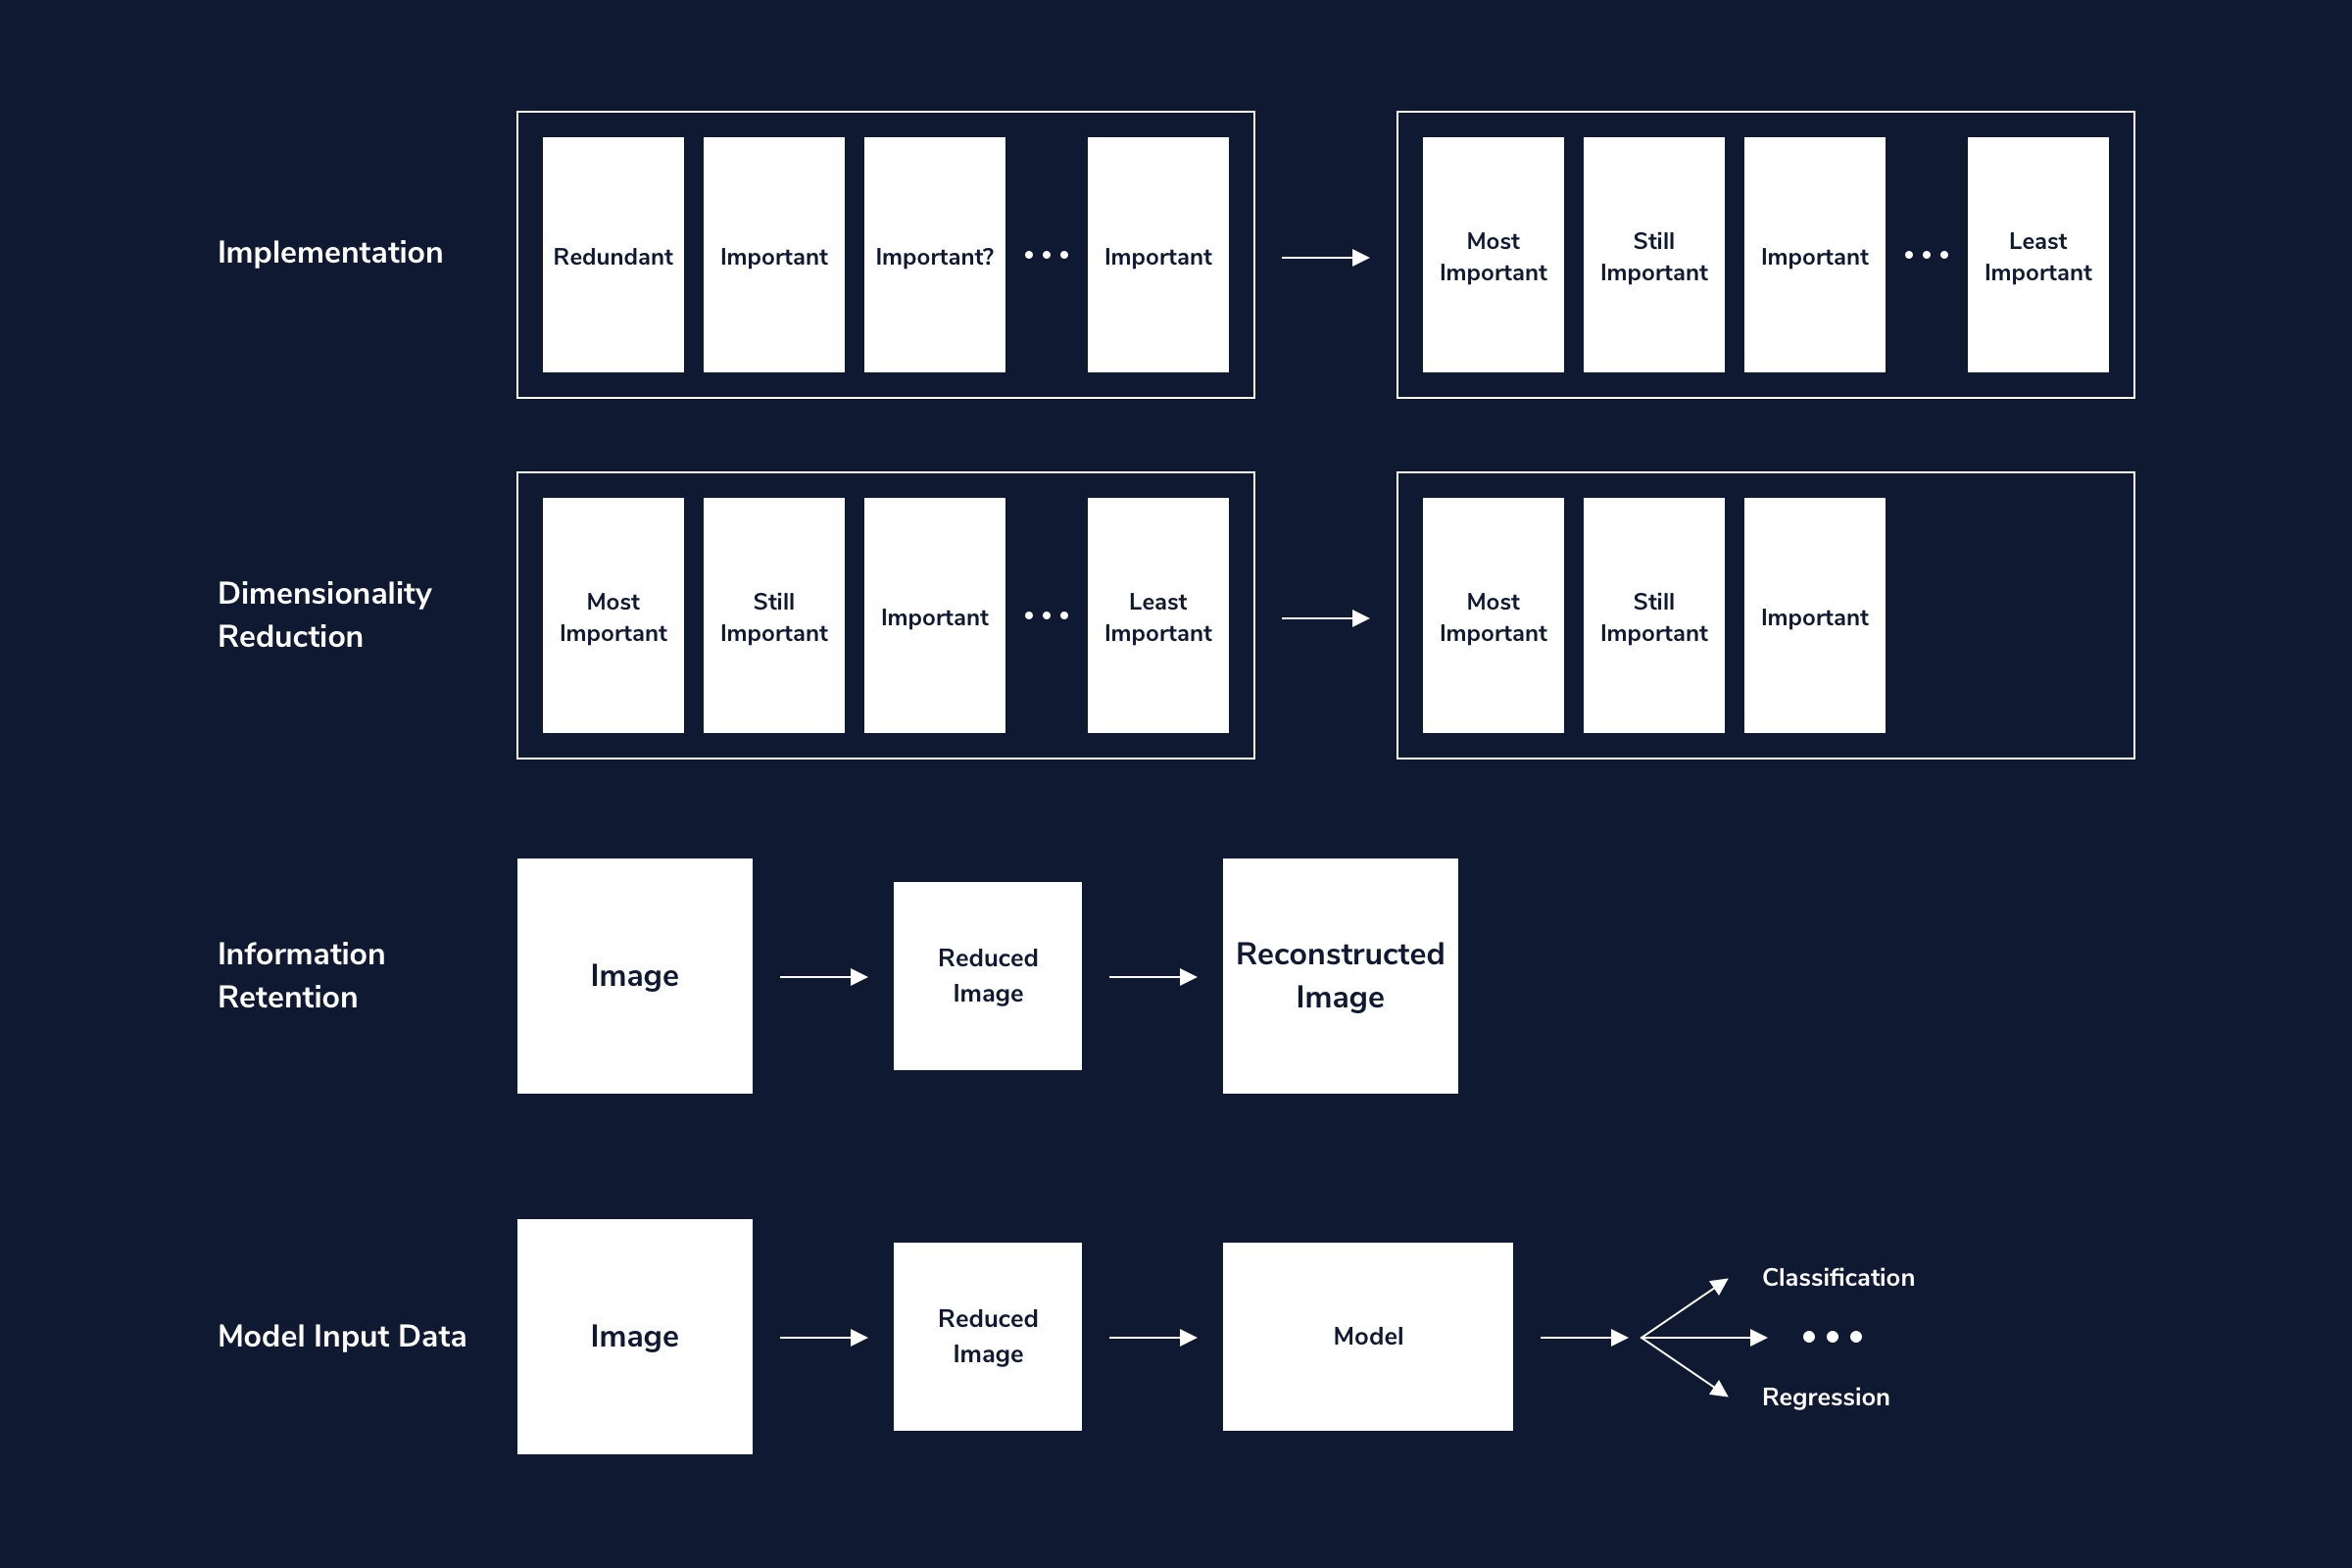 Implementation
Redundant
Important
Important?
Important
Most
Important
Still
Important
Important
Least
Important
Dimensionality
Reduction
Most
Important
Still
Important
Important
Least
Important
Most
Important
Still
Important
Important
Information
Retention
Image
Reduced
Image
Reconstructed
Image
Model Input Data
Image
Reduced
Image
Model
Classification
Regression